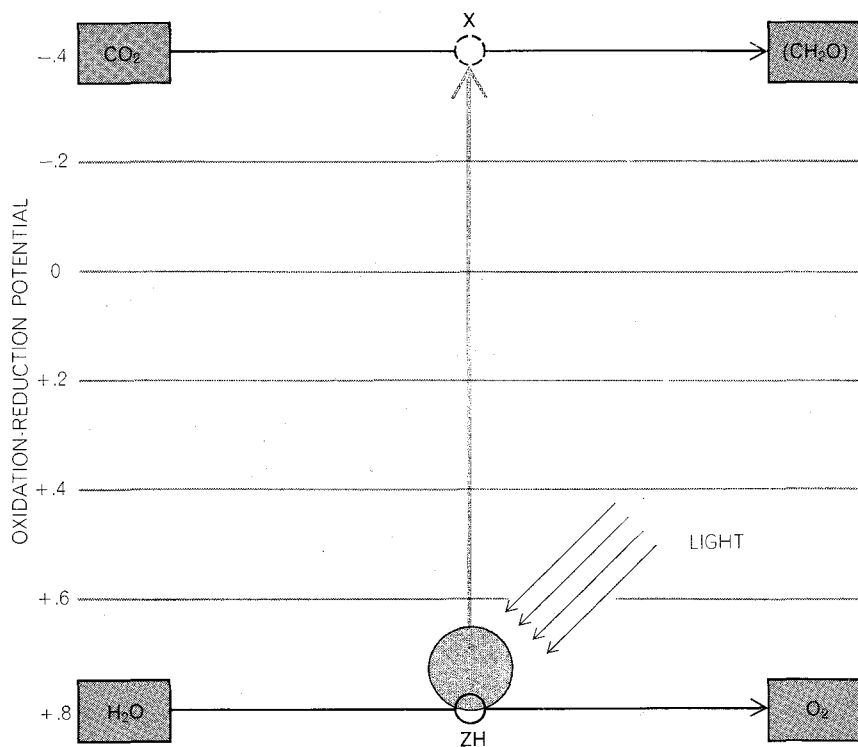 X
−.4
CO₂
(CH₂O)
−.2
0
+.2
+.4
LIGHT
+.6
+.8
H₂O
O₂
ZH
OXIDATION-REDUCTION POTENTIAL